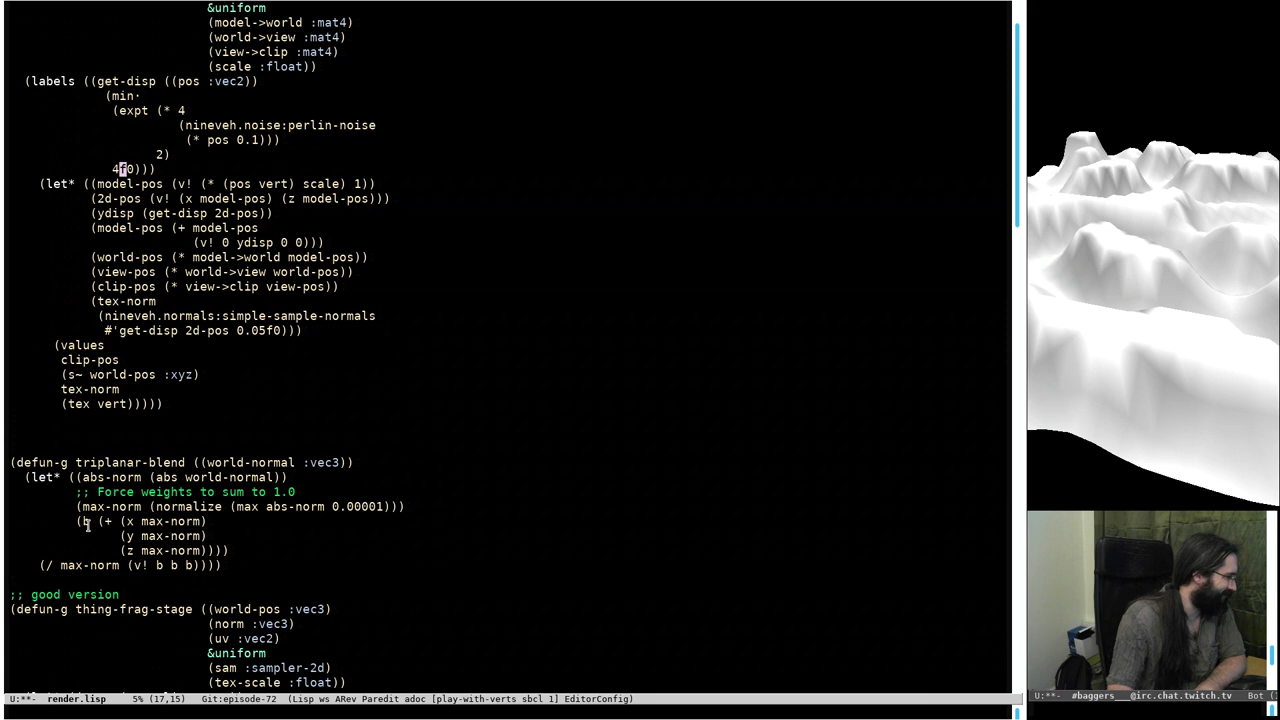 &uniform
(model->world :mat4)
(world->view :mat4)
(view->clip :mat4)
(scale :float))
(labels ((get-disp ((pos :vec2))
(min·
(expt (* 4
(nineveh.noise:perlin-noise
(* pos 0.1)))
2)
4f0)))
(let* ((model-pos (v! (* (pos vert) scale) 1))
(2d-pos (v! (x model-pos) (z model-pos)))
(ydisp (get-disp 2d-pos))
(model-pos (+ model-pos
(v! 0 ydisp 0 0)))
(world-pos (* model->world model-pos))
(view-pos (* world->view world-pos))
(clip-pos (* view->clip view-pos))
(tex-norm
(nineveh.normals:simple-sample-normals
#'get-disp 2d-pos 0.05f0)))
(values
clip-pos
(s~ world-pos :xyz)
tex-norm
(tex vert)))))
(defun-g triplanar-blend ((world-normal :vec3))
(let* ((abs-norm (abs world-normal))
;; Force weights to sum to 1.0
(max-norm (normalize (max abs-norm 0.00001)))
(b (+ (x max-norm)
(y max-norm)
(z max-norm))))
(/ max-norm (v! b b b))))
;; good version
(defun-g thing-frag-stage ((world-pos :vec3)
(norm :vec3)
(uv :vec2)
&uniform
(sam :sampler-2d)
(tex-scale :float))
U:**-  render.lisp    5% (17,15)   Git:episode-72  (Lisp ws ARev Paredit adoc [play-with-verts sbcl 1] EditorConfig)
U:**-  #baggers___@irc.chat.twitch.tv   Bot (1